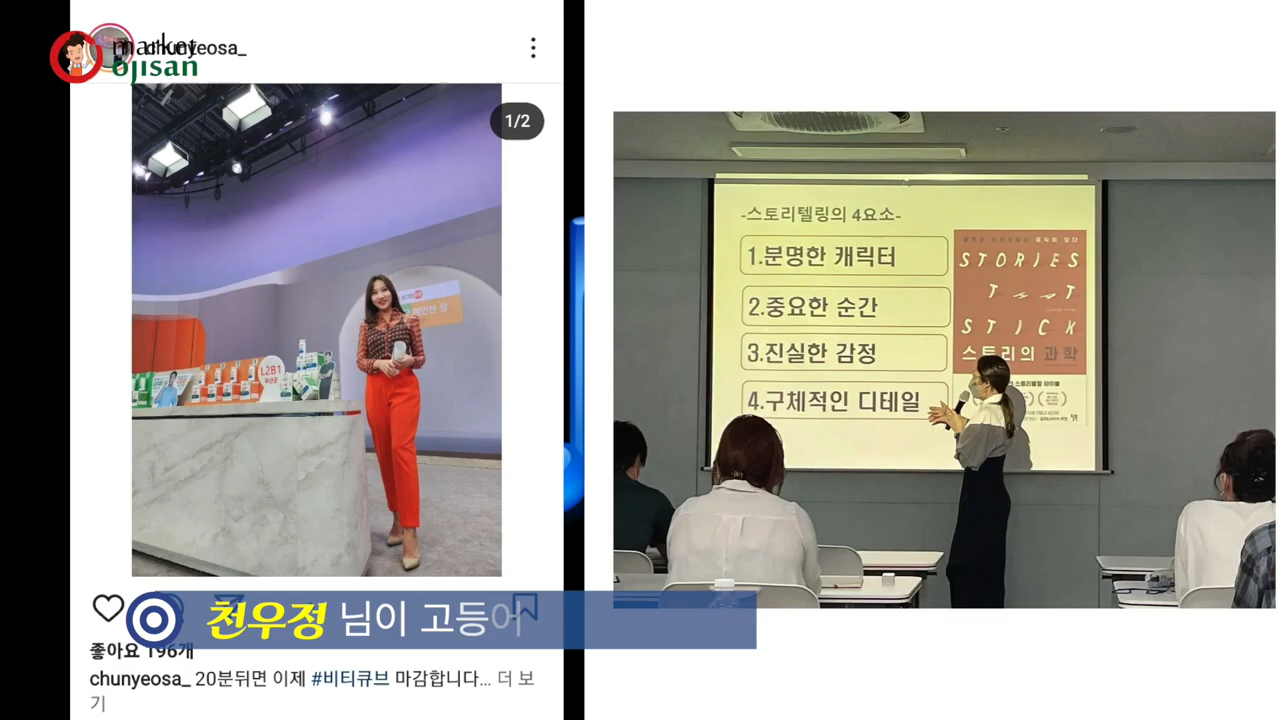 market
ojisan
chunyeosa_
1/2
L2B1
유산균
좋아요 196개
chunyeosa_ 20분뒤면 이제 #비티큐브 마감합니다... 더 보
기
천우정 님이 고등어
-스토리텔링의 4요소-
1.분명한 캐릭터
2.중요한 순간
3.진실한 감정
4.구체적인 디테일
STORIES
T T
STICK
스토리의 과학